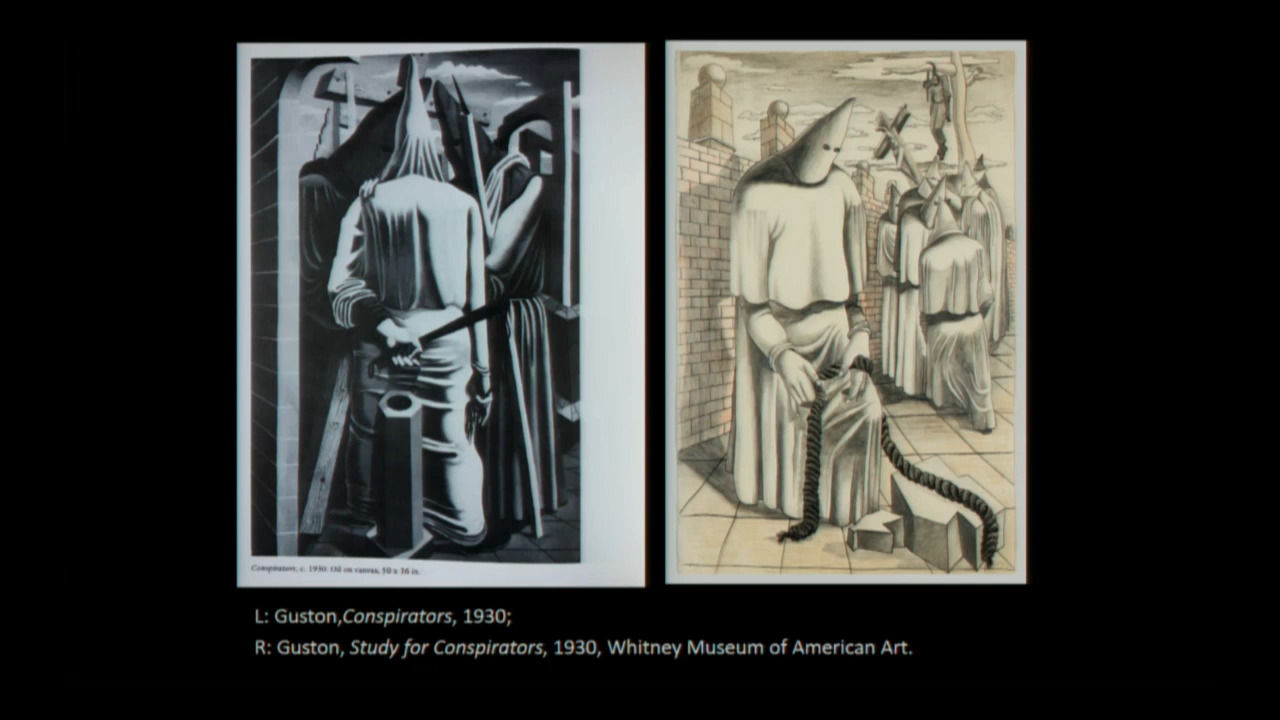 Conspirators, c. 1930. Oil on canvas, 50 x 36 in.
L: Guston,Conspirators, 1930;
R: Guston, Study for Conspirators, 1930, Whitney Museum of American Art.